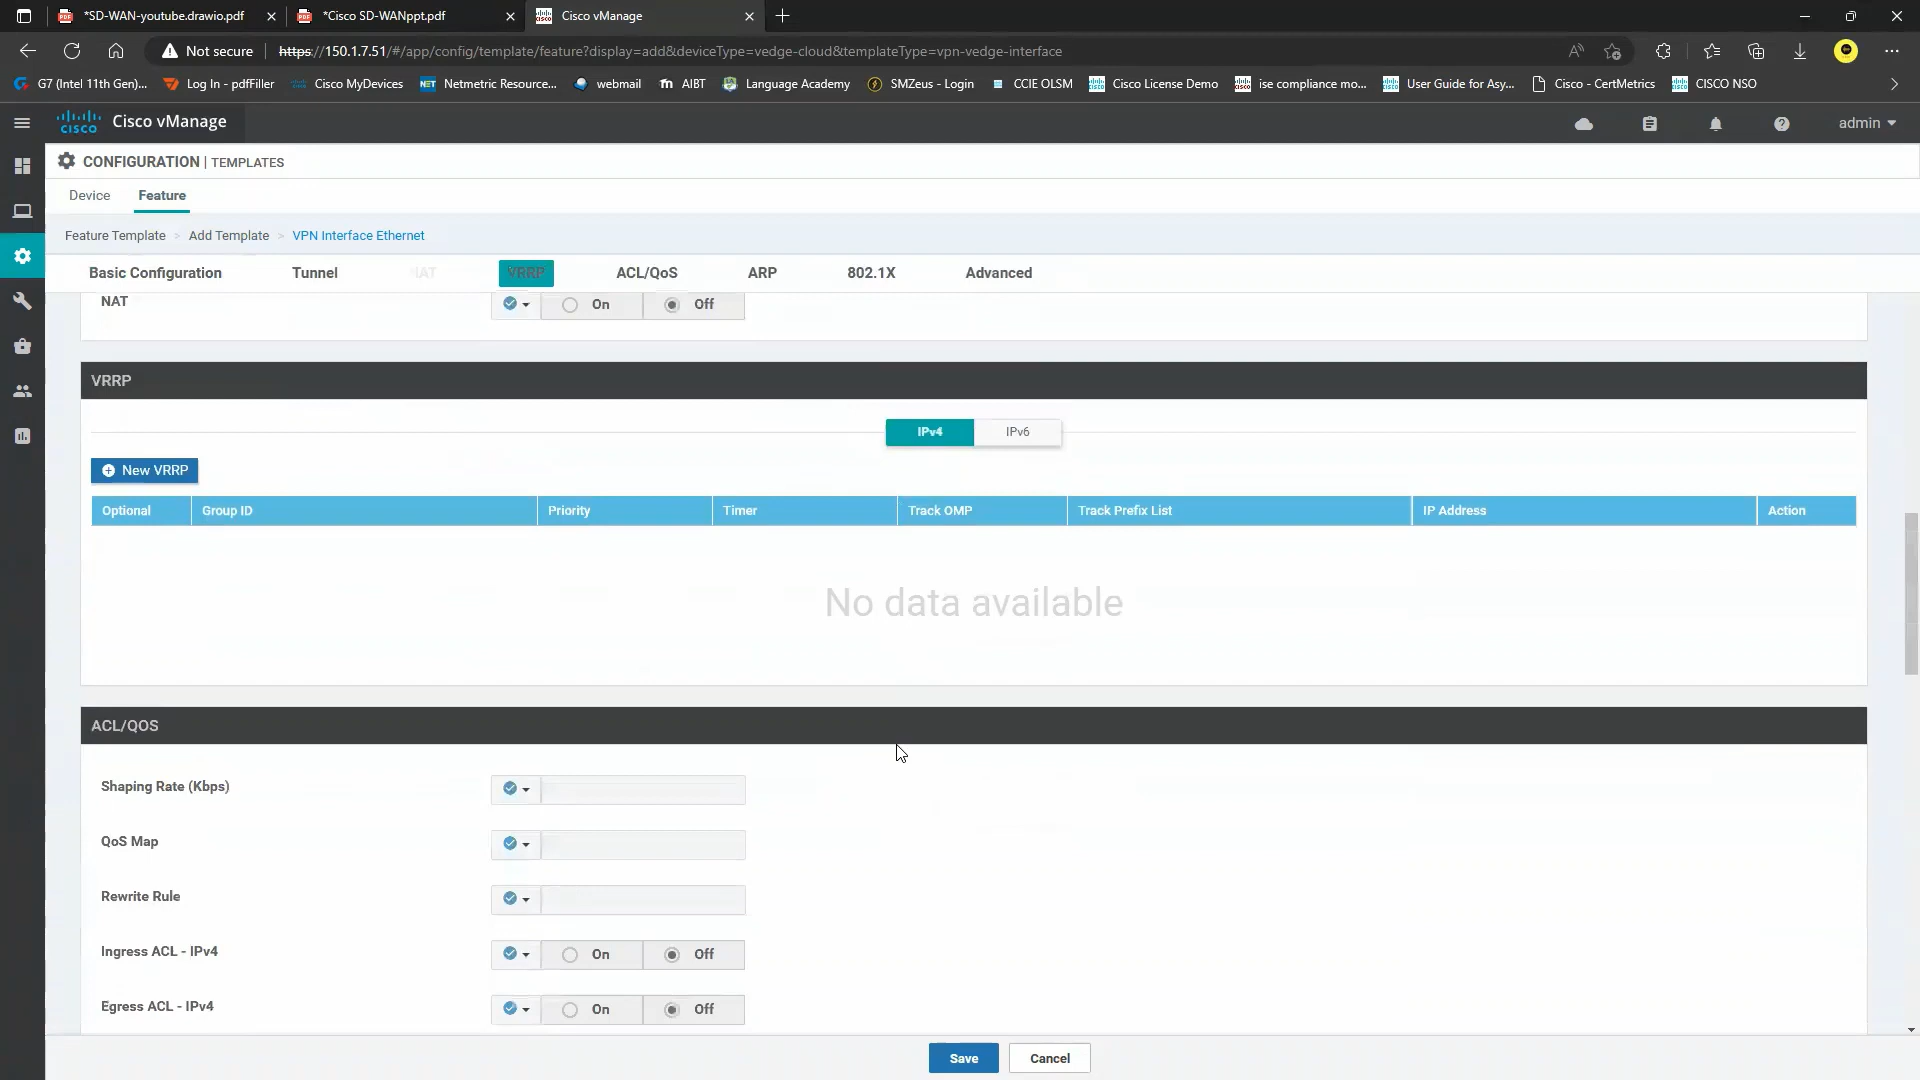 *SD-WAN-youtube.drawio.pdf
*Cisco SD-WANppt.pdf
Cisco vManage
Not secure
https://150.1.7.51/#/app/config/template/feature?display=add&deviceType=vedge-cloud&templateType=vpn-vedge-interface
G7 (Intel 11th Gen)...
Log In - pdfFiller
Cisco MyDevices
NET
Netmetric Resource...
webmail
AIBT
Language Academy
SMZeus - Login
CCIE OLSM
Cisco License Demo
ise compliance mo...
User Guide for Asy...
Cisco - CertMetrics
CISCO NSO
CISCO
Cisco vManage
admin
CONFIGURATION | TEMPLATES
Device
Feature
Feature Template > Add Template > VPN Interface Ethernet
Basic Configuration
Tunnel
NAT
VRRP
ACL/QoS
ARP
802.1X
Advanced
NAT
On
Off
VRRP
IPv4
IPv6
New VRRP
Optional
Group ID
Priority
Timer
Track OMP
Track Prefix List
IP Address
Action
No data available
ACL/QOS
Shaping Rate (Kbps)
QoS Map
Rewrite Rule
Ingress ACL - IPv4
On
Off
Egress ACL - IPv4
On
Off
Save
Cancel